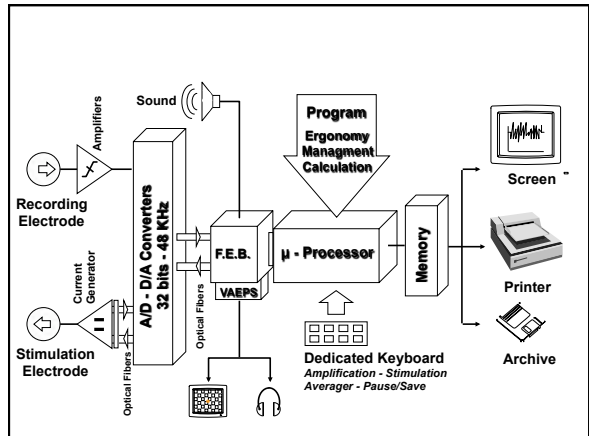 Sound
Amplifiers
Recording
Electrode
Current
Generator
Stimulation
Electrode
Optical Fibers
A/D - D/A Converters
32 bits - 48 KHz
Optical Fibers
F.E.B.
VAEPS
Program
Ergonomy
Managment
Calculation
µ - Processor
Dedicated Keyboard
Amplification - Stimulation
Averager - Pause/Save
Memory
Screen
Printer
Archive